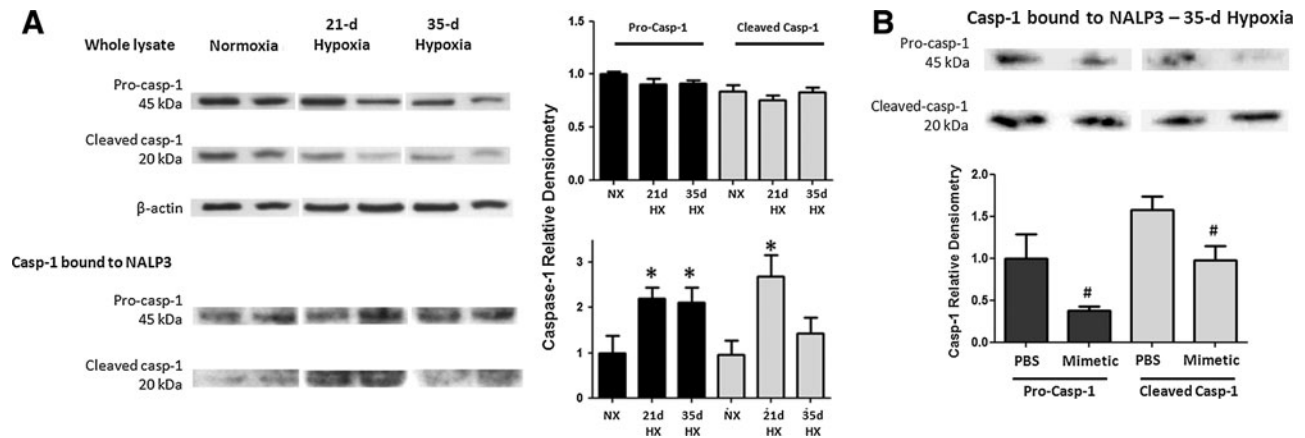 A
Whole lysate
Normoxia
21-d
Hypoxia
35-d
Hypoxia
Pro-casp-1
45 kDa
Cleaved casp-1
20 kDa
β-actin
Casp-1 bound to NALP3
Pro-casp-1
45 kDa
Cleaved casp-1
20 kDa
Caspase-1 Relative Densiometry
Pro-Casp-1
Cleaved Casp-1
1.0
0.5
0.0
NX
21d
HX
35d
HX
NX
21d
HX
35d
HX
3
2
1
0
*
*
*
NX
21d
HX
35d
HX
NX
21d
HX
35d
HX
B
Casp-1 bound to NALP3 – 35-d Hypoxia
Pro-casp-1
45 kDa
Cleaved-casp-1
20 kDa
Casp-1 Relative Densiometry
2.0
1.5
1.0
0.5
0.0
#
#
PBS
Mimetic
PBS
Mimetic
Pro-Casp-1
Cleaved Casp-1